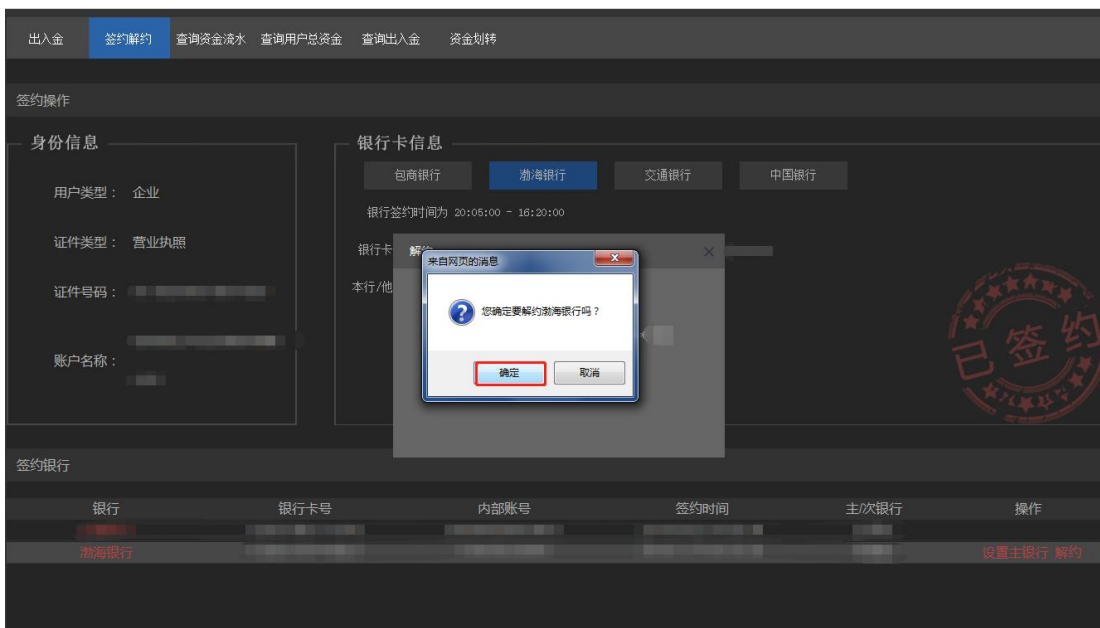 出入金 签约解约 查询资金流水 查询用户总资金 查询出入金 资金划转
签约操作
身份信息
用户类型： 企业
证件类型： 营业执照
证件号码：
账户名称：
银行卡信息
包商银行 渤海银行 交通银行 中国银行
银行签约时间为 20:05:00 - 16:20:00
银行卡
本行/他
解约
来自网页的消息
您确定要解约渤海银行吗？
确定 取消
已签约
签约银行
银行 银行卡号 内部账号 签约时间 主/次银行 操作
渤海银行 设置主银行 解约